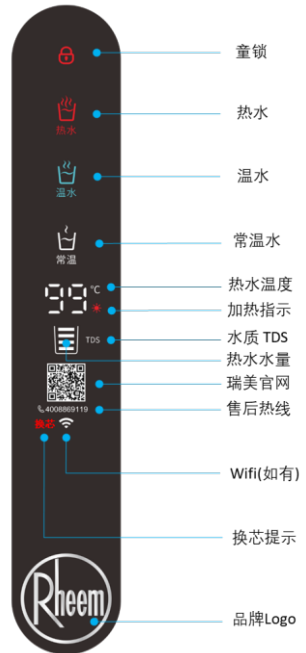 童锁
热水
热水
温水
温水
常温
常温水
99 °C
热水温度
加热指示
TDS
水质 TDS
热水水量
瑞美官网
4008869119
售后热线
换芯
Wifi(如有)
换芯提示
Rheem
品牌Logo